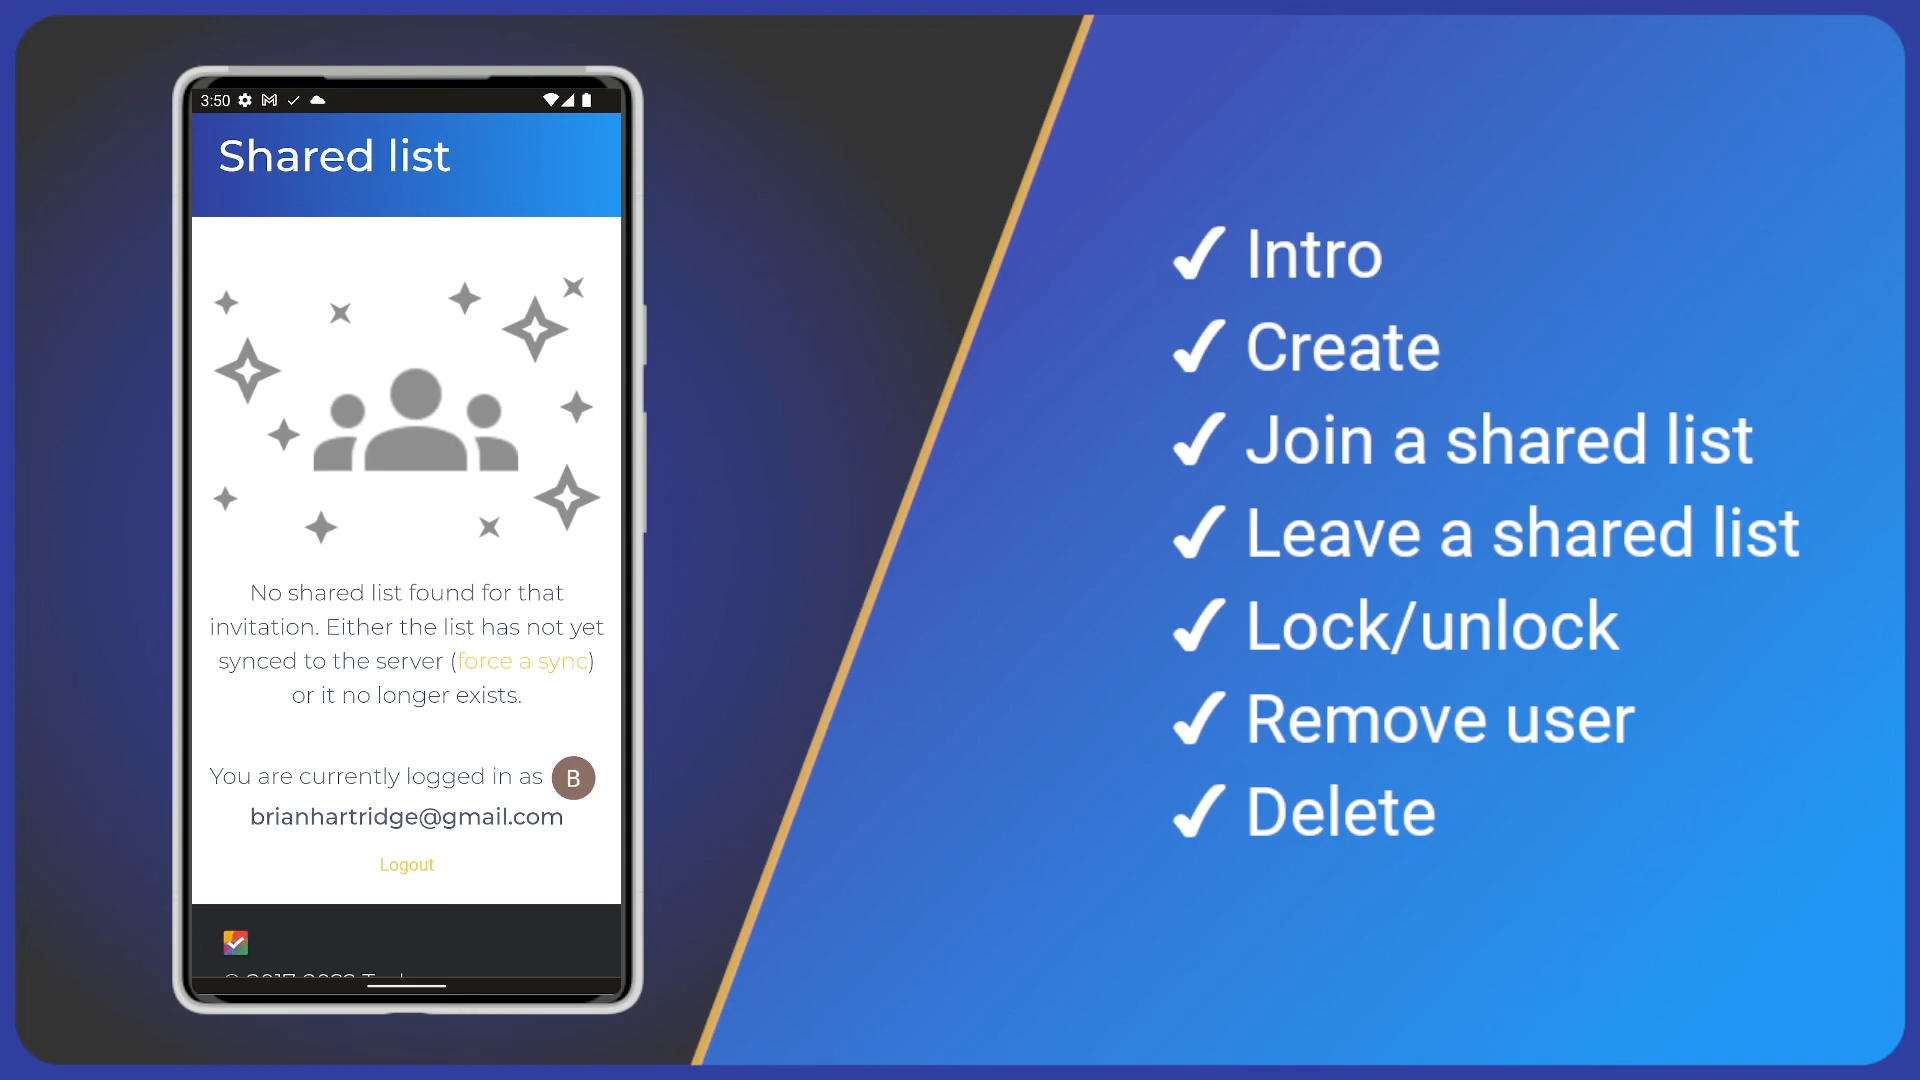 3:50
Shared list
No shared list found for that
invitation. Either the list has not yet
synced to the server (force a sync)
or it no longer exists.
You are currently logged in as B
brianhartridge@gmail.com
Logout
Intro
Create
Join a shared list
Leave a shared list
Lock/unlock
Remove user
Delete